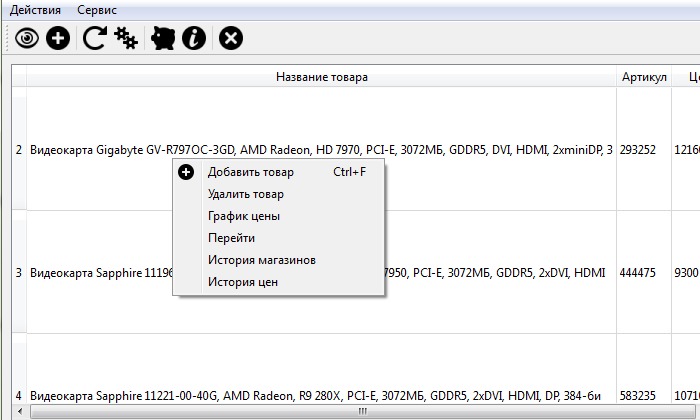 Действия Сервис
Название товара Артикул Це
2 Видеокарта Gigabyte GV-R797OC-3GD, AMD Radeon, HD 7970, PCI-E, 3072МБ, GDDR5, DVI, HDMI, 2xminiDP, 3 293252 1216
Добавить товар Ctrl+F
Удалить товар
График цены
Перейти
История магазинов
История цен
3 Видеокарта Sapphire 11196 7950, PCI-E, 3072МБ, GDDR5, 2xDVI, HDMI 444475 9300
4 Видеокарта Sapphire 11221-00-40G, AMD Radeon, R9 280X, PCI-E, 3072МБ, GDDR5, 2xDVI, HDMI, DP, 384-би 583235 1071